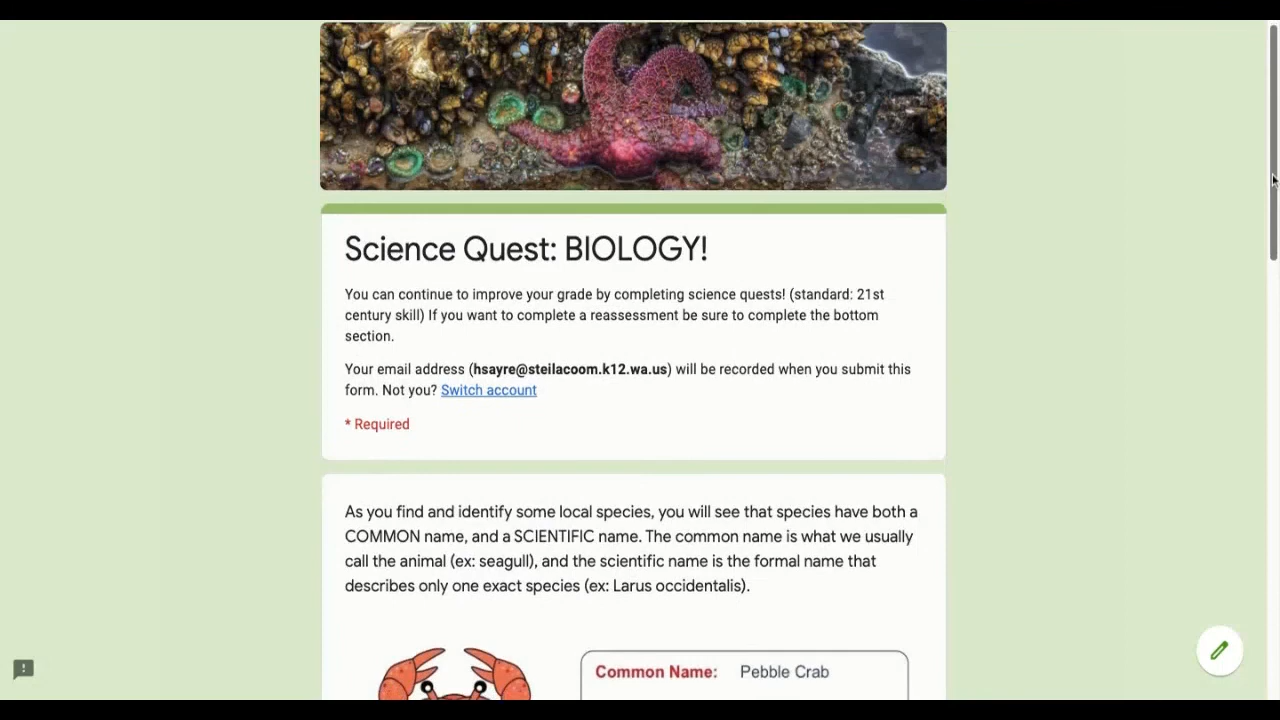 Science Quest: BIOLOGY!
You can continue to improve your grade by completing science quests! (standard: 21st
century skill) If you want to complete a reassessment be sure to complete the bottom
section.
Your email address (hsayre@steilacoom.k12.wa.us) will be recorded when you submit this
form. Not you? Switch account
* Required
As you find and identify some local species, you will see that species have both a
COMMON name, and a SCIENTIFIC name. The common name is what we usually
call the animal (ex: seagull), and the scientific name is the formal name that
describes only one exact species (ex: Larus occidentalis).
Common Name: Pebble Crab